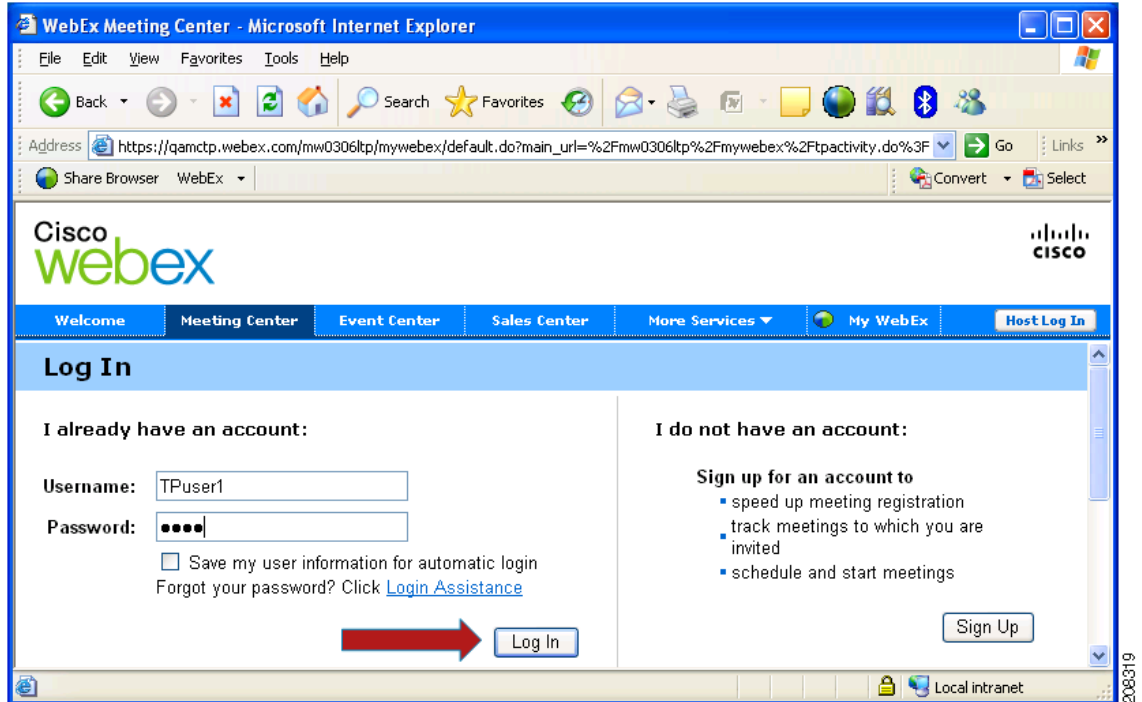 WebEx Meeting Center - Microsoft Internet Explorer
File Edit View Favorites Tools Help
Back Search Favorites
Address https://qamctp.webex.com/mw0306ltp/mywebex/default.do?main_url=%2Fmw0306ltp%2Fmywebex%2Ftpactivity.do%3F Go Links »
Share Browser WebEx Convert Select
Cisco
webex
cisco
Welcome Meeting Center Event Center Sales Center More Services My WebEx Host Log In
Log In
I already have an account:
Username: TPuser1
Password: ••••
Save my user information for automatic login
Forgot your password? Click Login Assistance
Log In
I do not have an account:
Sign up for an account to
speed up meeting registration
track meetings to which you are
invited
schedule and start meetings
Sign Up
Local intranet
208319